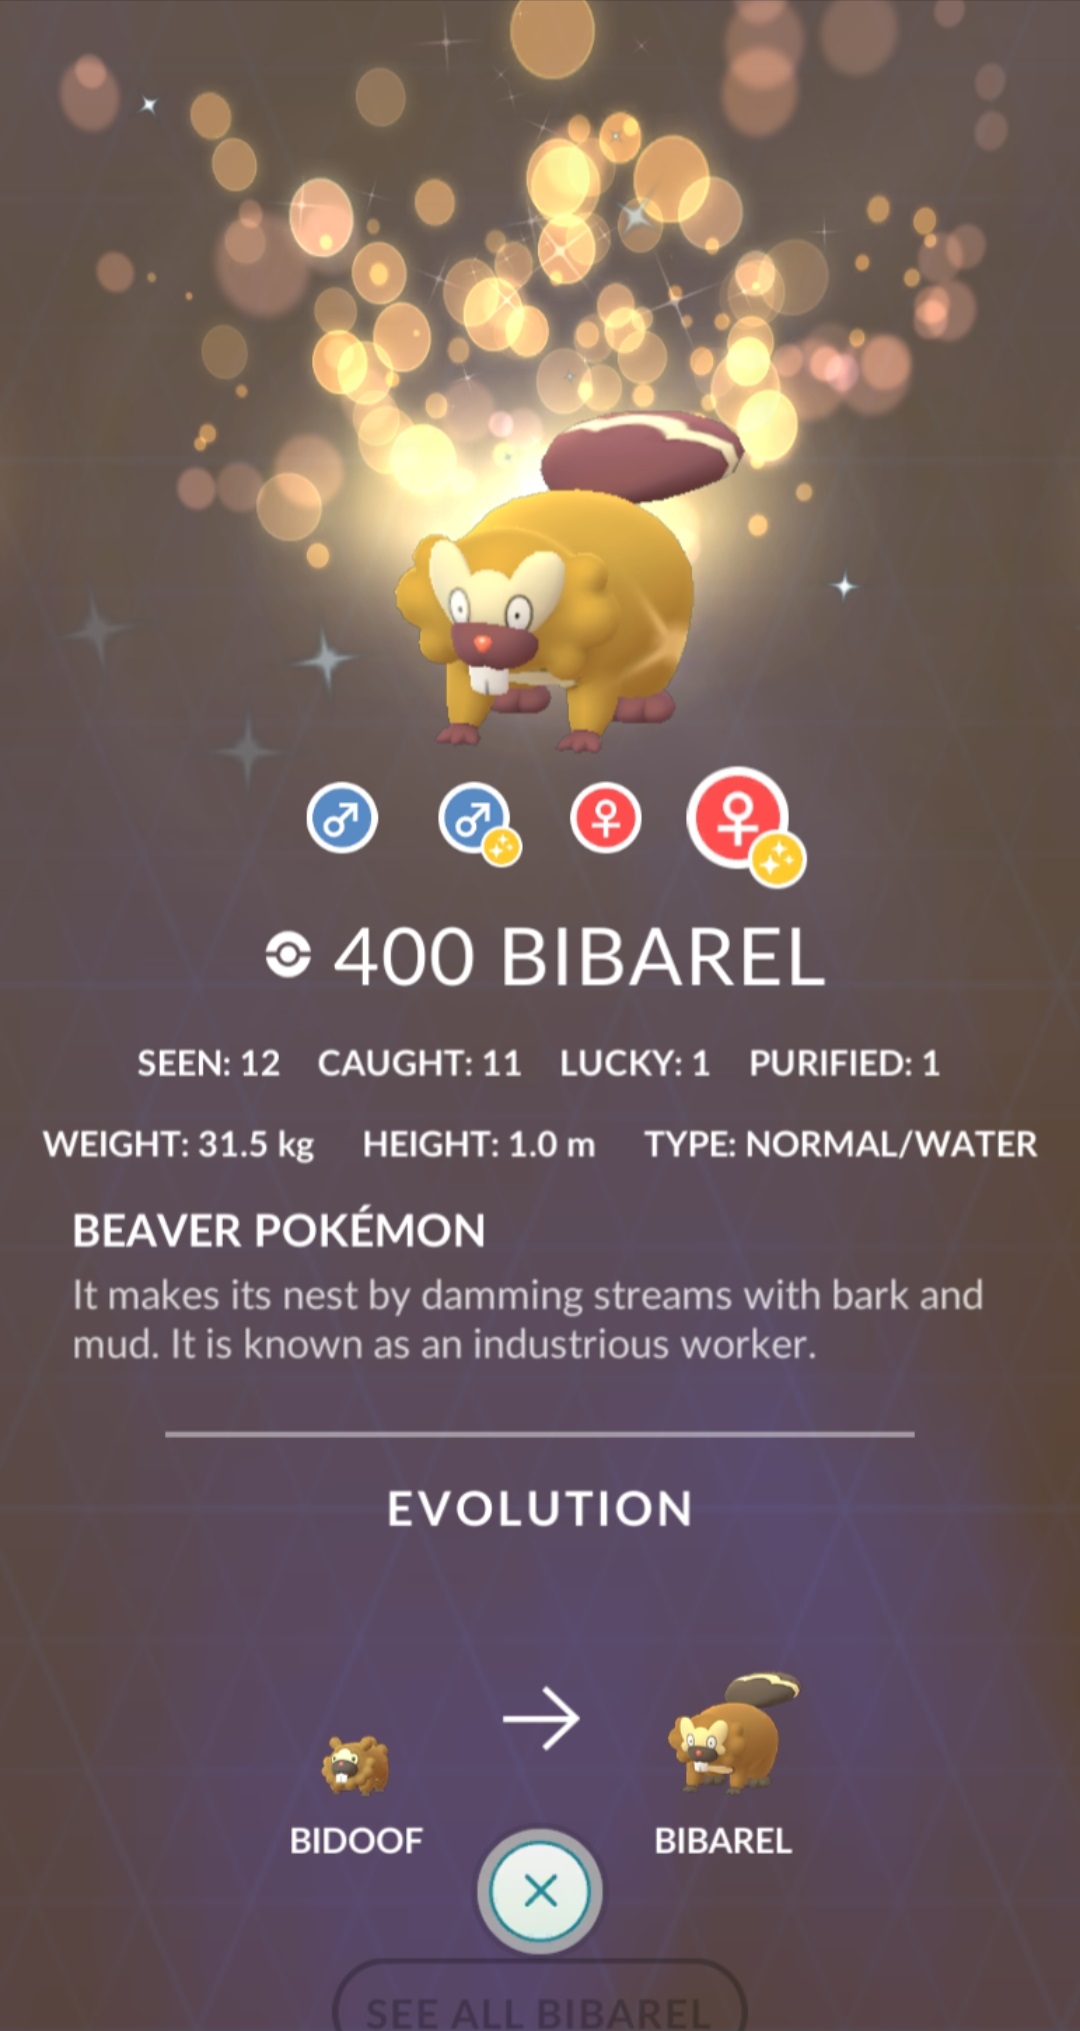 400 BIBAREL
SEEN: 12 CAUGHT: 11 LUCKY: 1 PURIFIED: 1
WEIGHT: 31.5 kg HEIGHT: 1.0 m TYPE: NORMAL/WATER
BEAVER POKÉMON
It makes its nest by damming streams with bark and
mud. It is known as an industrious worker.
EVOLUTION
BIDOOF BIBAREL
SEE ALL BIBAREL